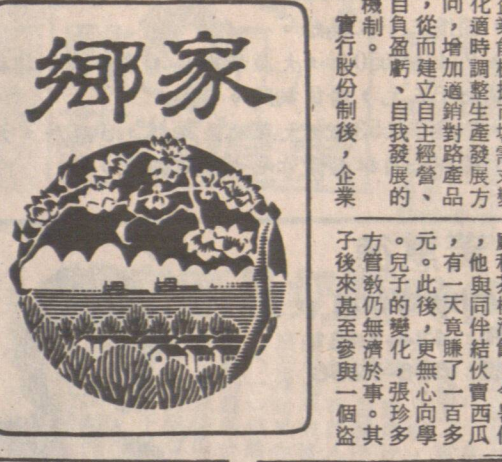 家鄉
化適時調整生產發展方
向，增加適銷對路產品
，從而建立自主經營、
自負盈虧、自我發展的
機制。
實行股份制後，企業
，他與同伴結伙賣西瓜
，有一天竟賺了一百多
元。此後，更無心向學
。兒子的變化，張珍多
方管教仍無濟於事。其
子後來甚至參與一個盜